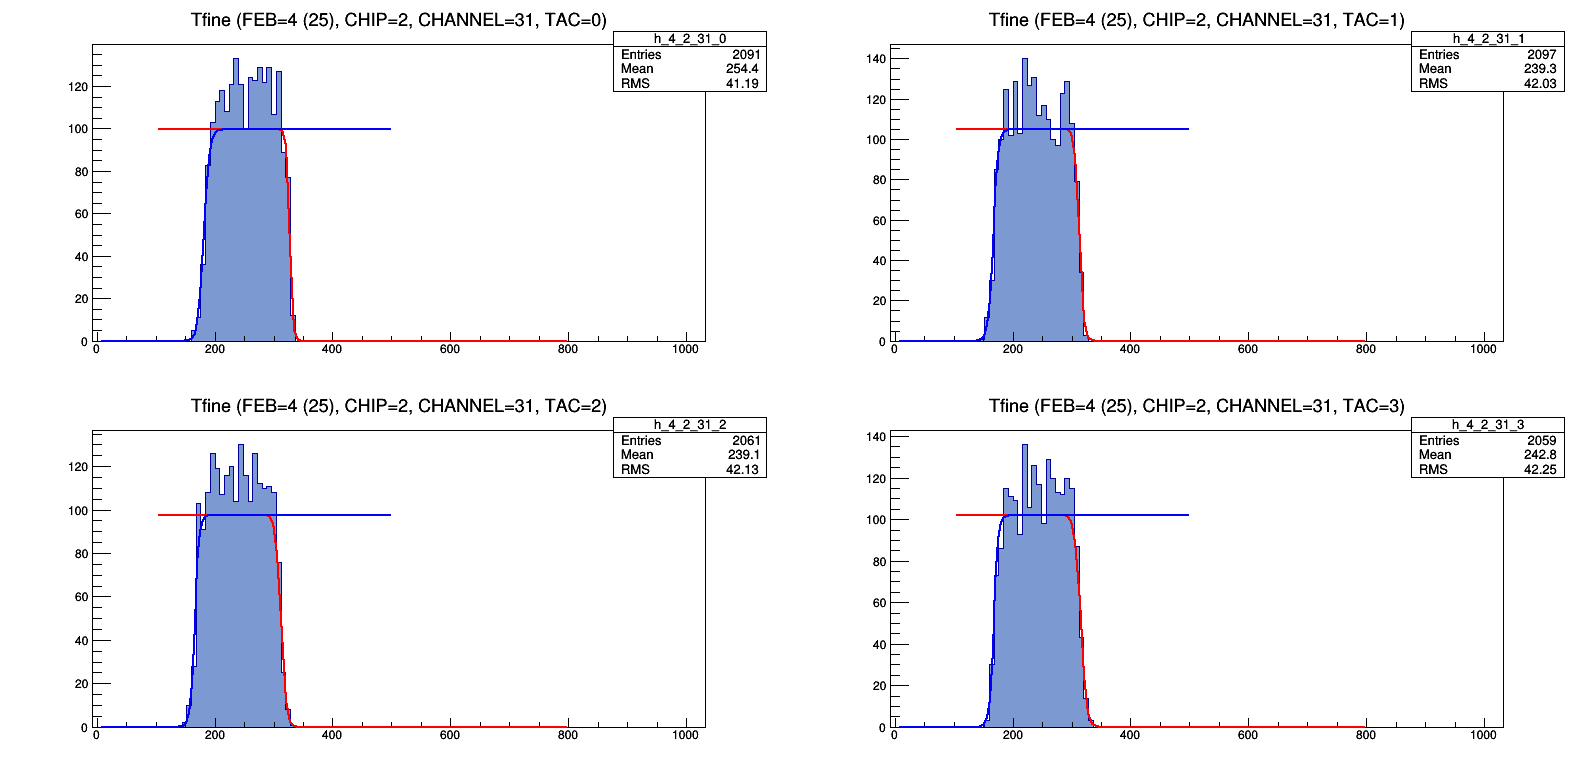 Tfine (FEB=4 (25), CHIP=2, CHANNEL=31, TAC=0)
h_4_2_31_0
Entries 2091
Mean 254.4
RMS 41.19
120
100
80
60
40
20
0
0 200 400 600 800 1000
Tfine (FEB=4 (25), CHIP=2, CHANNEL=31, TAC=1)
h_4_2_31_1
Entries 2097
Mean 239.3
RMS 42.03
140
120
100
80
60
40
20
0
0 200 400 600 800 1000
Tfine (FEB=4 (25), CHIP=2, CHANNEL=31, TAC=2)
h_4_2_31_2
Entries 2061
Mean 239.1
RMS 42.13
120
100
80
60
40
20
0
0 200 400 600 800 1000
Tfine (FEB=4 (25), CHIP=2, CHANNEL=31, TAC=3)
h_4_2_31_3
Entries 2059
Mean 242.8
RMS 42.25
140
120
100
80
60
40
20
0
0 200 400 600 800 1000